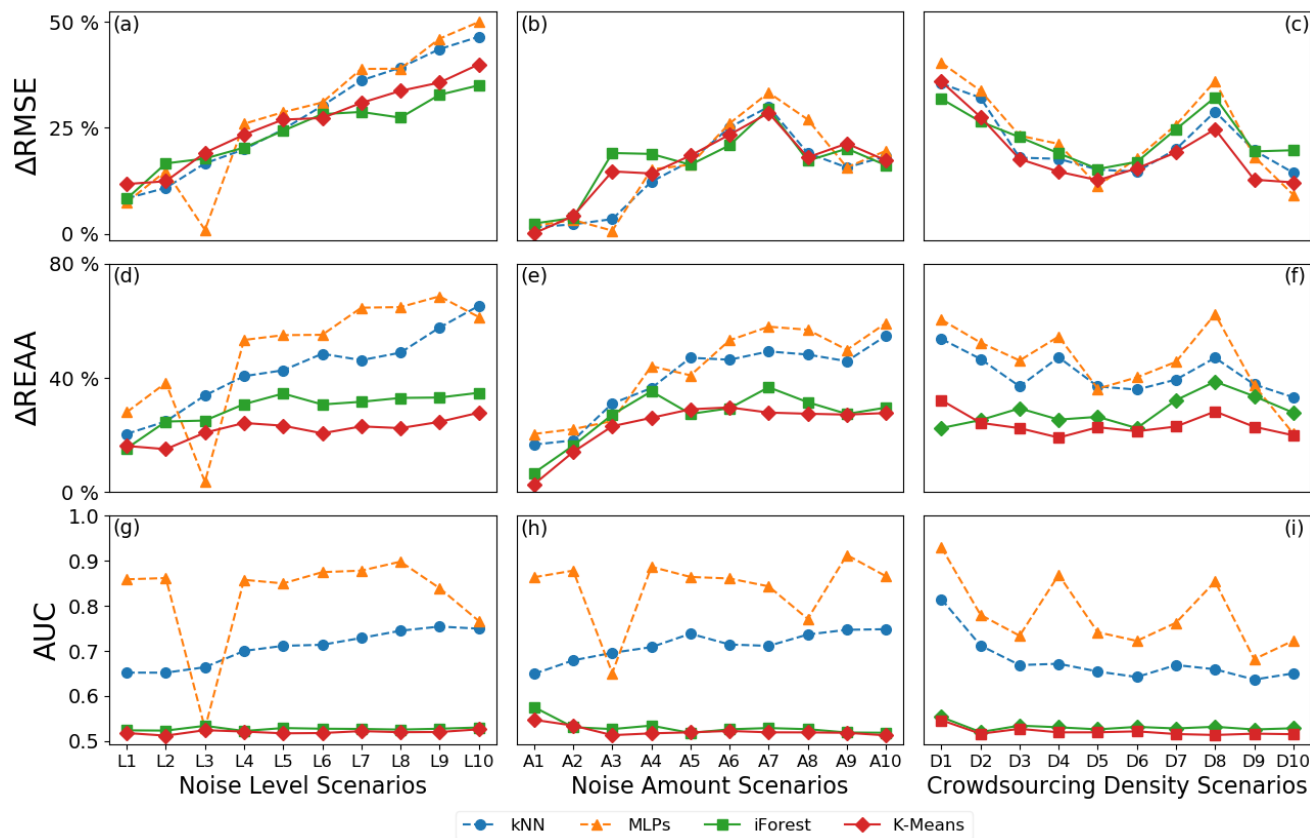 (a) (b) (c)
50 %
25 %
0 %
ΔRMSE
(d) (e) (f)
80 %
40 %
0 %
ΔREAA
(g) (h) (i)
1.0
0.9
0.8
0.7
0.6
0.5
AUC
L1 L2 L3 L4 L5 L6 L7 L8 L9 L10 A1 A2 A3 A4 A5 A6 A7 A8 A9 A10 D1 D2 D3 D4 D5 D6 D7 D8 D9 D10
Noise Level Scenarios Noise Amount Scenarios Crowdsourcing Density Scenarios
kNN MLPs iForest K-Means